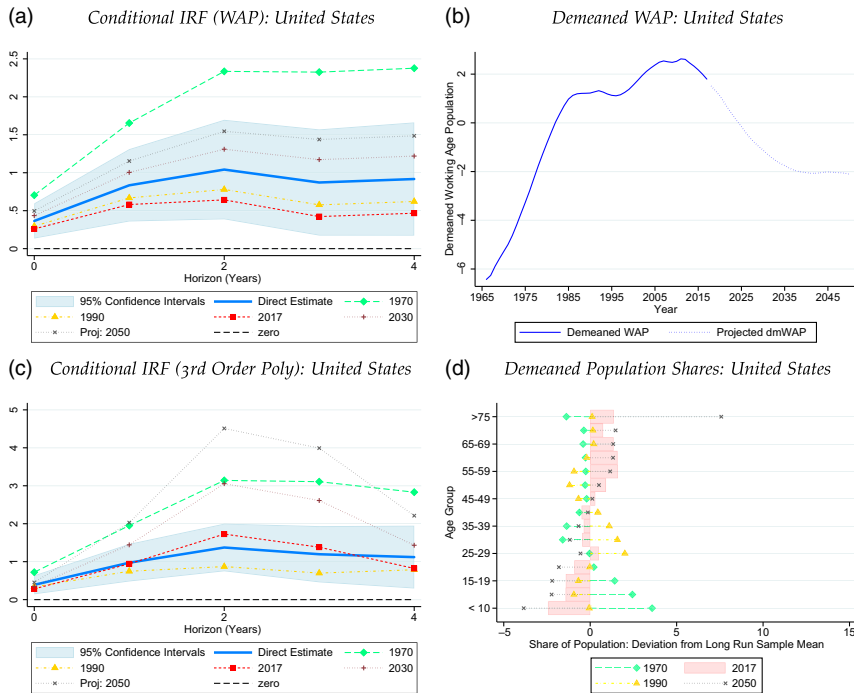 (a) Conditional IRF (WAP): United States
2.5
2
1.5
1
.5
0
0 2 4
Horizon (Years)
95% Confidence Intervals Direct Estimate 1970
1990 2017 2030
Proj: 2050 zero
(b) Demeaned WAP: United States
Demeaned Working Age Population
2
0
-2
-4
-6
1965 1975 1985 1995 2005 2015 2025 2035 2045
Year
Demeaned WAP Projected dmWAP
(c) Conditional IRF (3rd Order Poly): United States
5
4
3
2
1
0
0 2 4
Horizon (Years)
95% Confidence Intervals Direct Estimate 1970
1990 2017 2030
Proj: 2050 zero
(d) Demeaned Population Shares: United States
Age Group
>75
65-69
55-59
45-49
35-39
25-29
15-19
< 10
−5 0 5 10 15
Share of Population: Deviation from Long Run Sample Mean
1970 2017
1990 2050